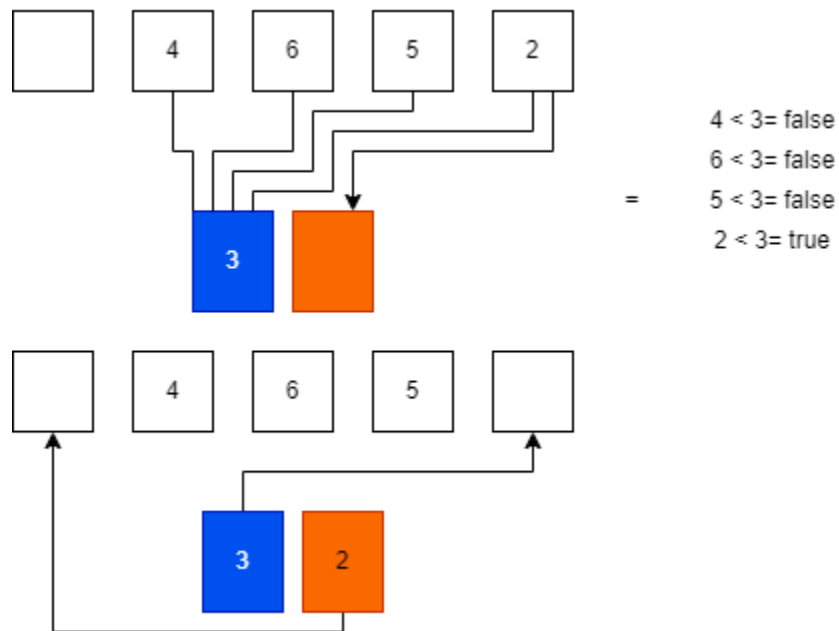 4 6 5 2
4 < 3= false
6 < 3= false
= 5 < 3= false
2 < 3= true
3
4 6 5
3 2